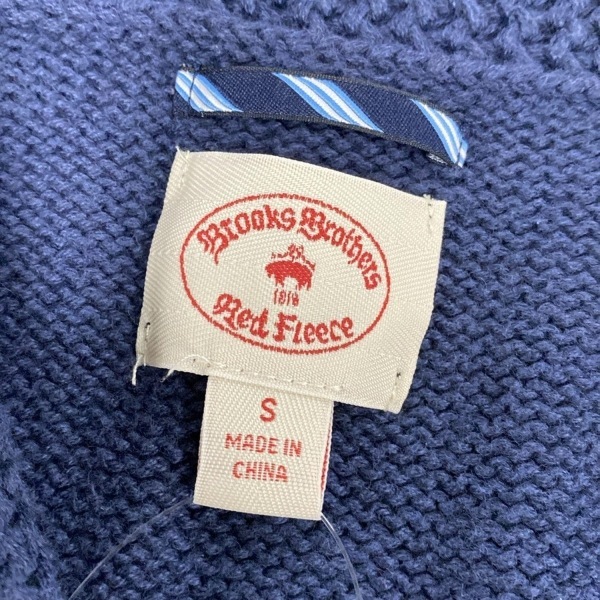 Brooks Brothers
1818
Red Fleece
S
MADE IN
CHINA